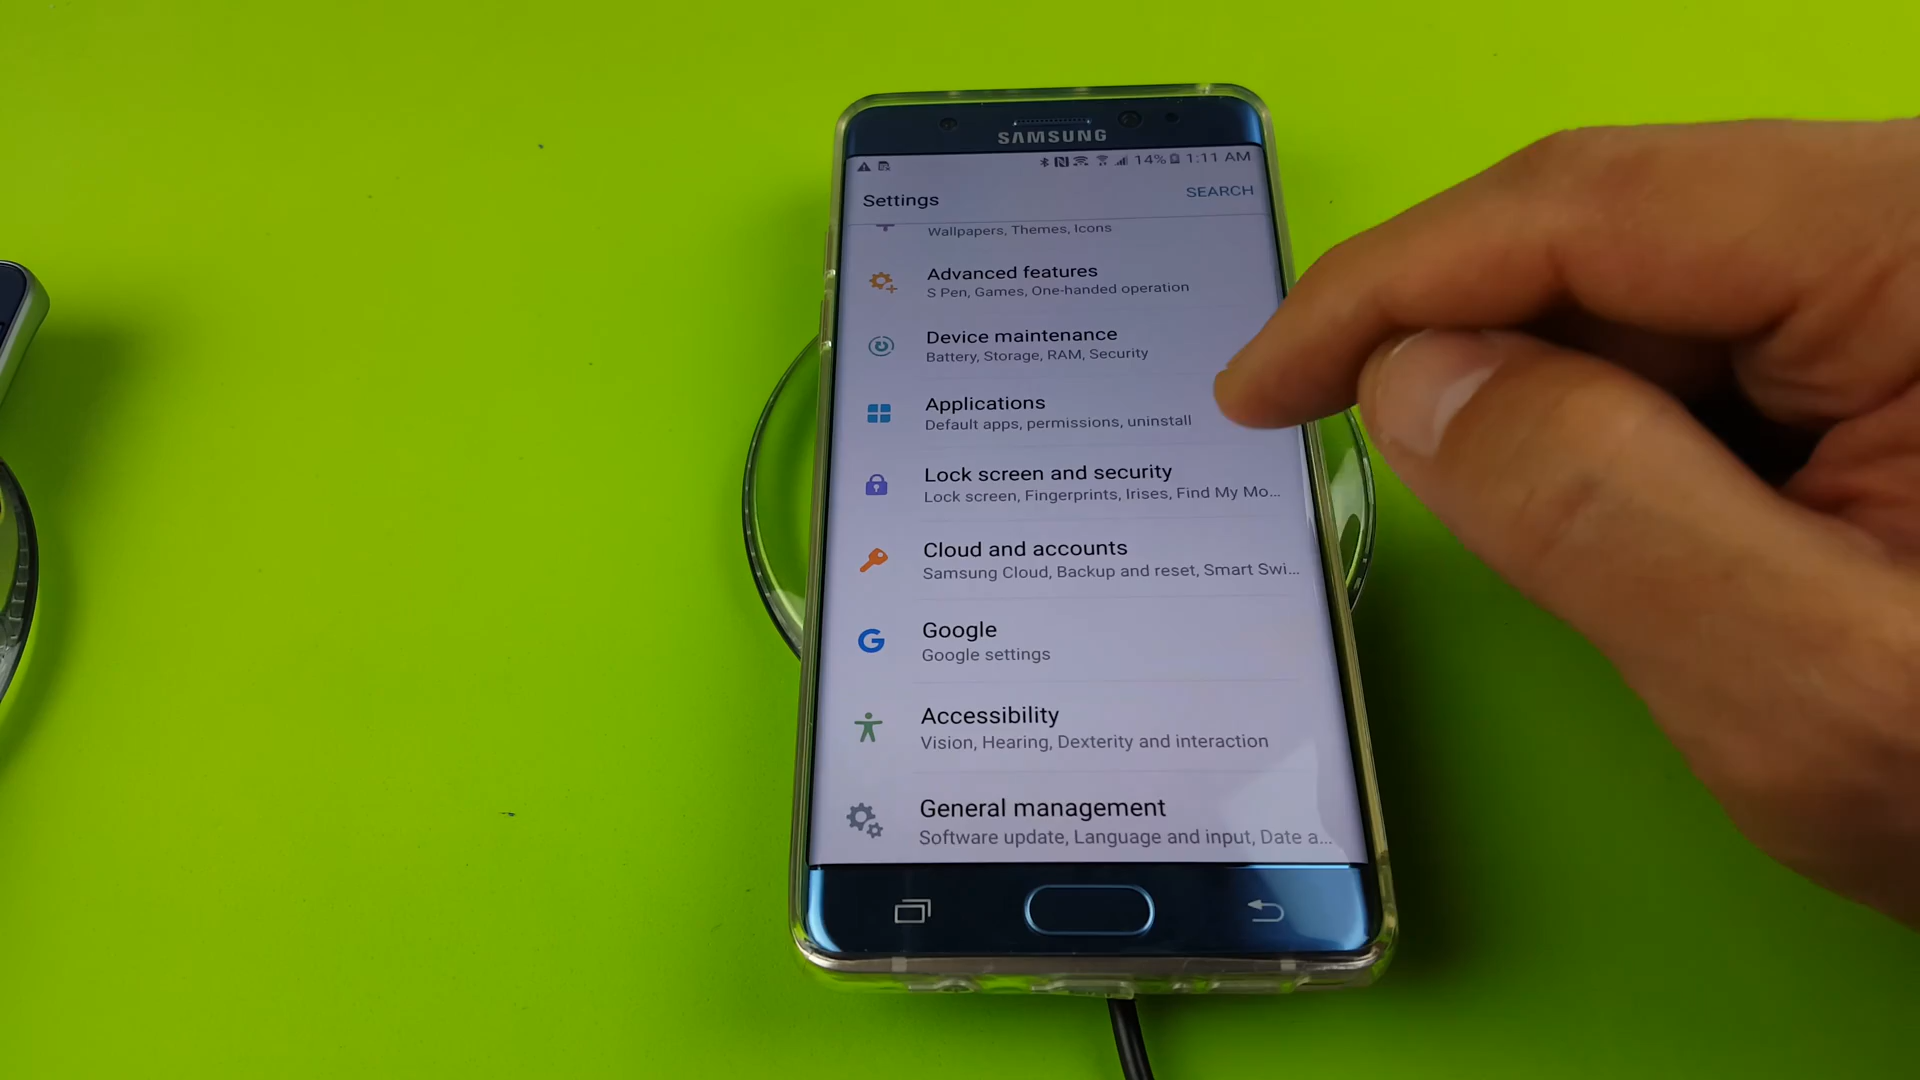 SAMSUNG
14% 1:11 AM
Settings
SEARCH
Wallpapers, Themes, Icons
Advanced features
S Pen, Games, One-handed operation
Device maintenance
Battery, Storage, RAM, Security
Applications
Default apps, permissions, uninstall
Lock screen and security
Lock screen, Fingerprints, Irises, Find My Mo...
Cloud and accounts
Samsung Cloud, Backup and reset, Smart Swi...
Google
Google settings
Accessibility
Vision, Hearing, Dexterity and interaction
General management
Software update, Language and input, Date a...